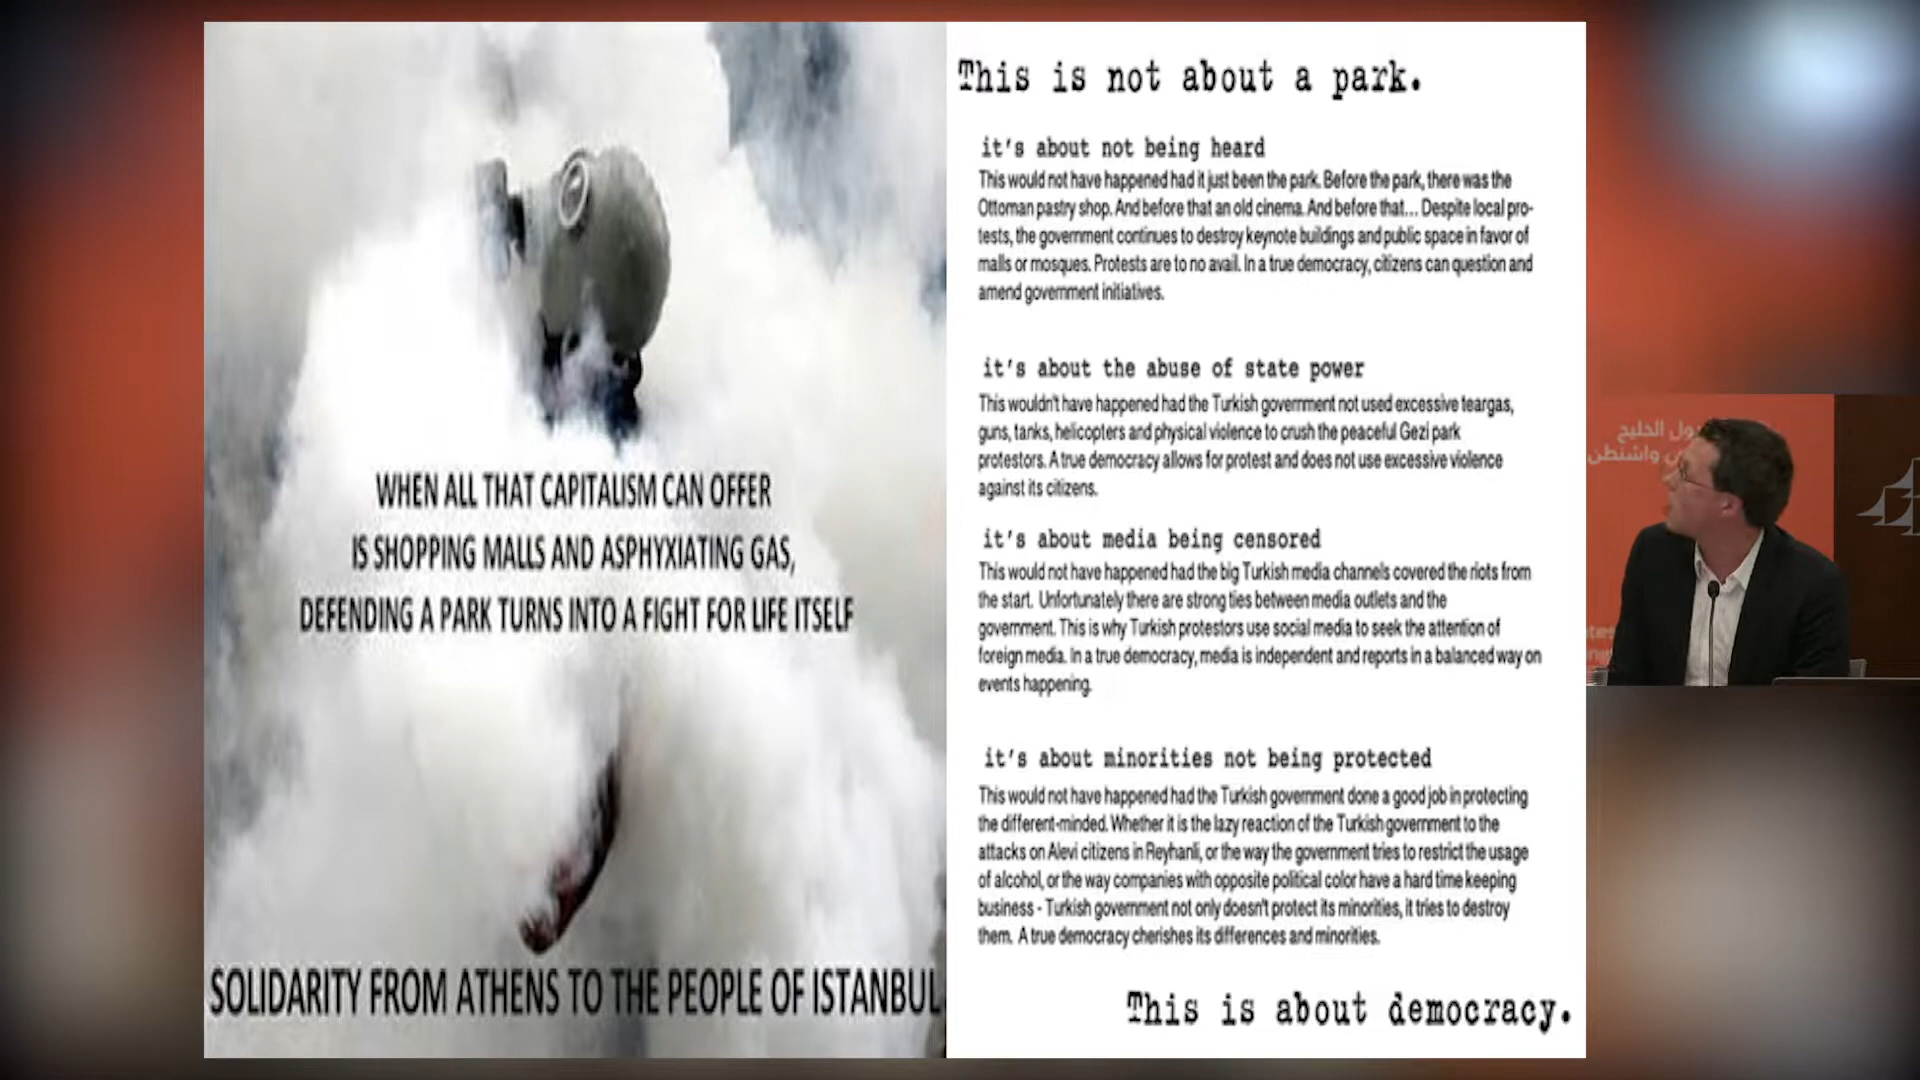 WHEN ALL THAT CAPITALISM CAN OFFER
IS SHOPPING MALLS AND ASPHYXIATING GAS,
DEFENDING A PARK TURNS INTO A FIGHT FOR LIFE ITSELF
SOLIDARITY FROM ATHENS TO THE PEOPLE OF ISTANBUL
This is not about a park.
it's about not being heard
This would not have happened had it just been the park. Before the park, there was the
Ottoman pastry shop. And before that an old cinema. And before that... Despite local pro-
tests, the government continues to destroy keynote buildings and public space in favor of
malls or mosques. Protests are to no avail. In a true democracy, citizens can question and
amend government initiatives.
it's about the abuse of state power
This wouldn't have happened had the Turkish government not used excessive teargas,
guns, tanks, helicopters and physical violence to crush the peaceful Gezi park
protestors. A true democracy allows for protest and does not use excessive violence
against its citizens.
it's about media being censored
This would not have happened had the big Turkish media channels covered the riots from
the start. Unfortunately there are strong ties between media outlets and the
government. This is why Turkish protestors use social media to seek the attention of
foreign media. In a true democracy, media is independent and reports in a balanced way on
events happening.
it's about minorities not being protected
This would not have happened had the Turkish government done a good job in protecting
the different-minded. Whether it is the lazy reaction of the Turkish government to the
attacks on Alevi citizens in Reyhanli, or the way the government tries to restrict the usage
of alcohol, or the way companies with opposite political color have a hard time keeping
business - Turkish government not only doesn't protect its minorities, it tries to destroy
them. A true democracy cherishes its differences and minorities.
This is about democracy.
الخليج
واشنطن